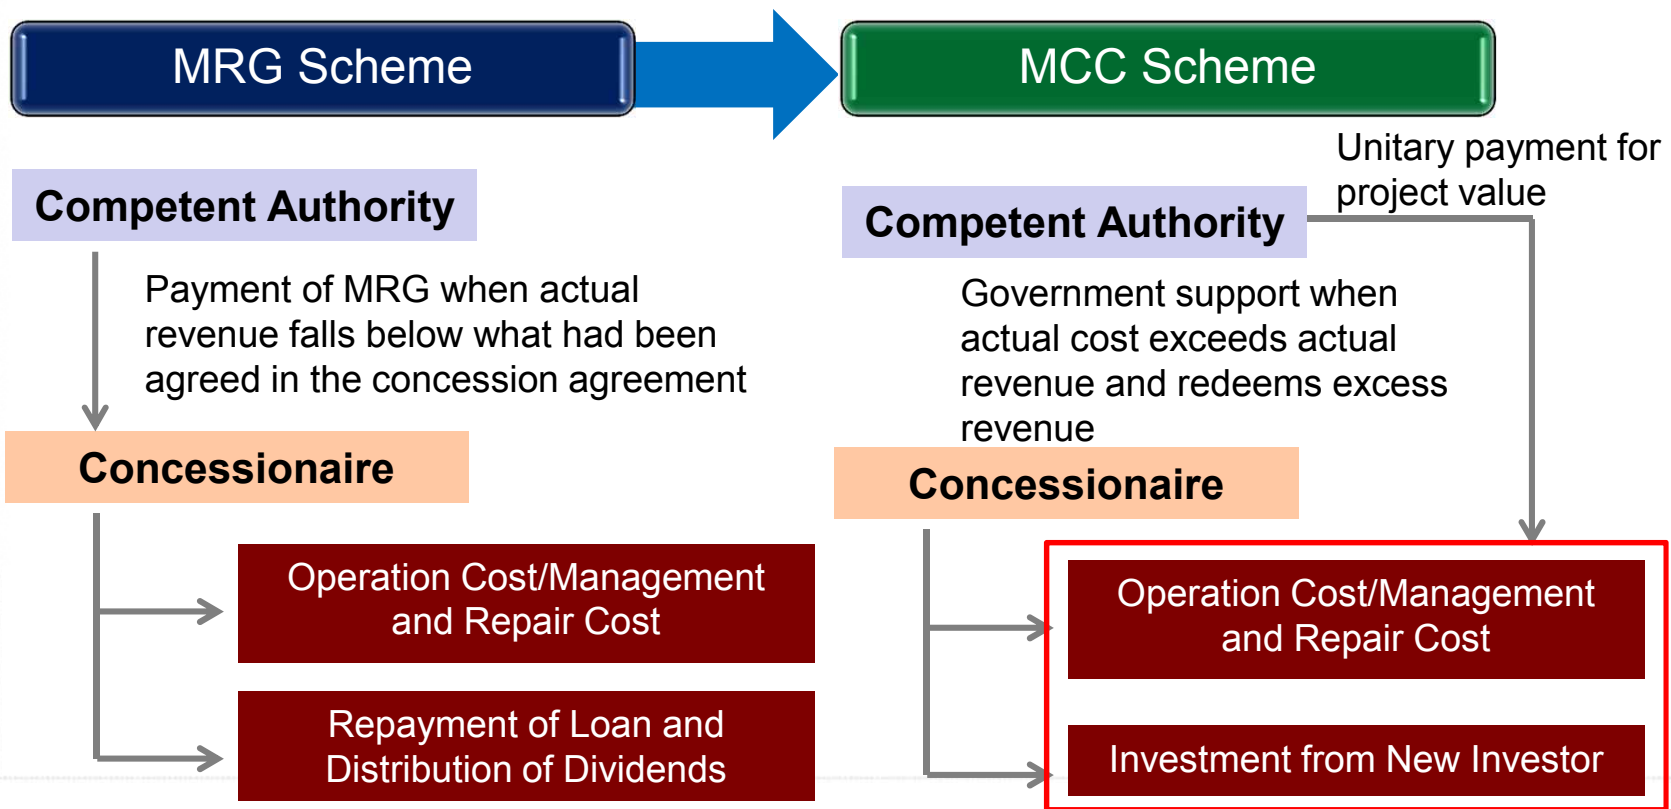 MRG Scheme
MCC Scheme
Competent Authority
Payment of MRG when actual
revenue falls below what had been
agreed in the concession agreement
Concessionaire
Operation Cost/Management
and Repair Cost
Repayment of Loan and
Distribution of Dividends
Unitary payment for
project value
Competent Authority
Government support when
actual cost exceeds actual
revenue and redeems excess
revenue
Concessionaire
Operation Cost/Management
and Repair Cost
Investment from New Investor